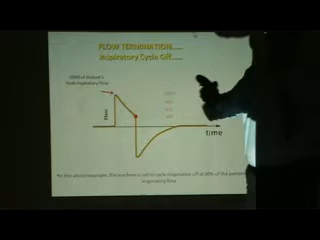 FLOW TERMINATION.....
Inspiratory Cycle Off.....
100% of Patient's
Peak Inspiratory Flow
Flow
time
*In the above example, the machine is set to cycle inspiration off at 30% of the patient's
inspiratory flow